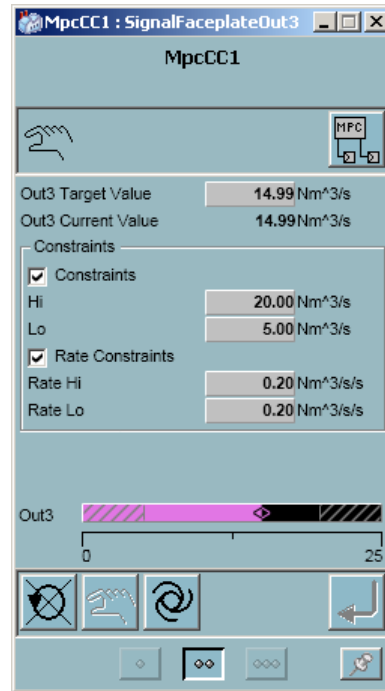 MpcCC1 : SignalFaceplateOut3
MpcCC1
MPC
Out3 Target Value 14.99 Nm^3/s
Out3 Current Value 14.99 Nm^3/s
Constraints
Constraints
Hi 20.00 Nm^3/s
Lo 5.00 Nm^3/s
Rate Constraints
Rate Hi 0.20 Nm^3/s/s
Rate Lo 0.20 Nm^3/s/s
Out3
0 25